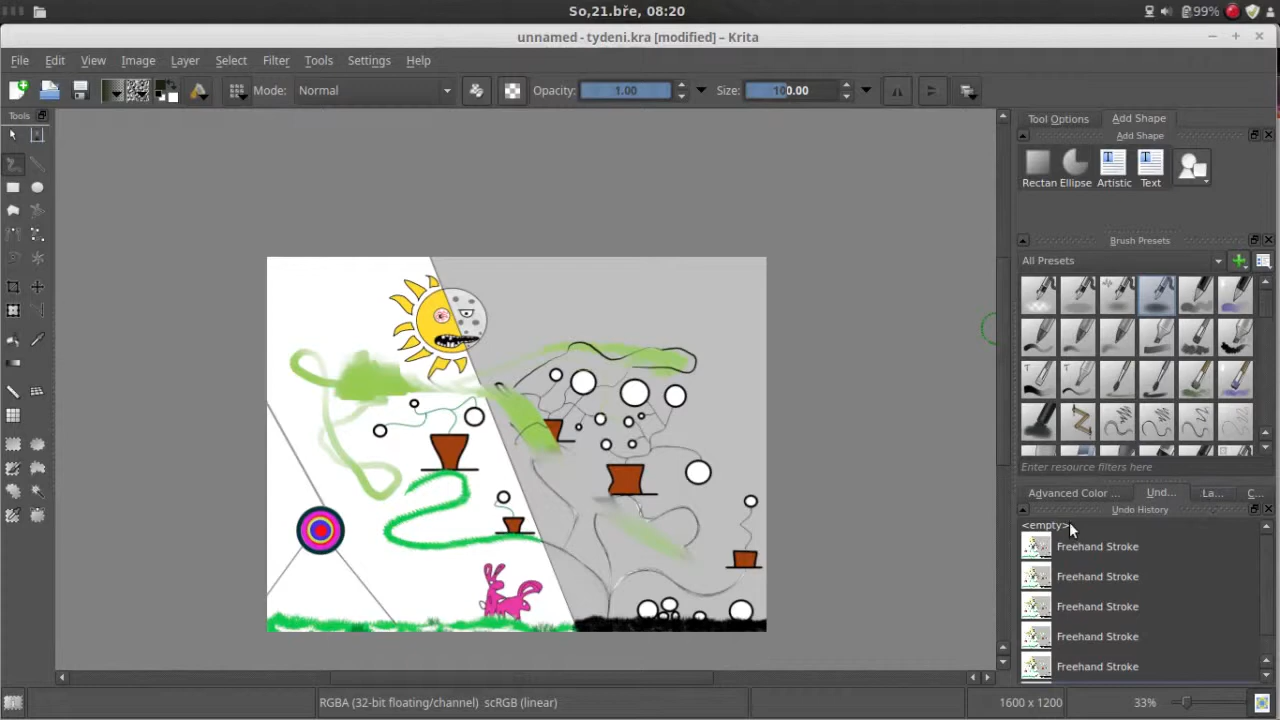 So,21.bře, 08:20
99%
unnamed - tydeni.kra [modified] – Krita
File Edit View Image Layer Select Filter Tools Settings Help
Mode: Normal Opacity: 1.00 Size: 100.00
Tools
Tool Options Add Shape
Add Shape
Rectan Ellipse Artistic Text
Brush Presets
All Presets
Enter resource filters here
Advanced Color ... Und... La... C...
Undo History
<empty>
Freehand Stroke
Freehand Stroke
Freehand Stroke
Freehand Stroke
Freehand Stroke
RGBA (32-bit floating/channel) scRGB (linear) 1600 x 1200 33%